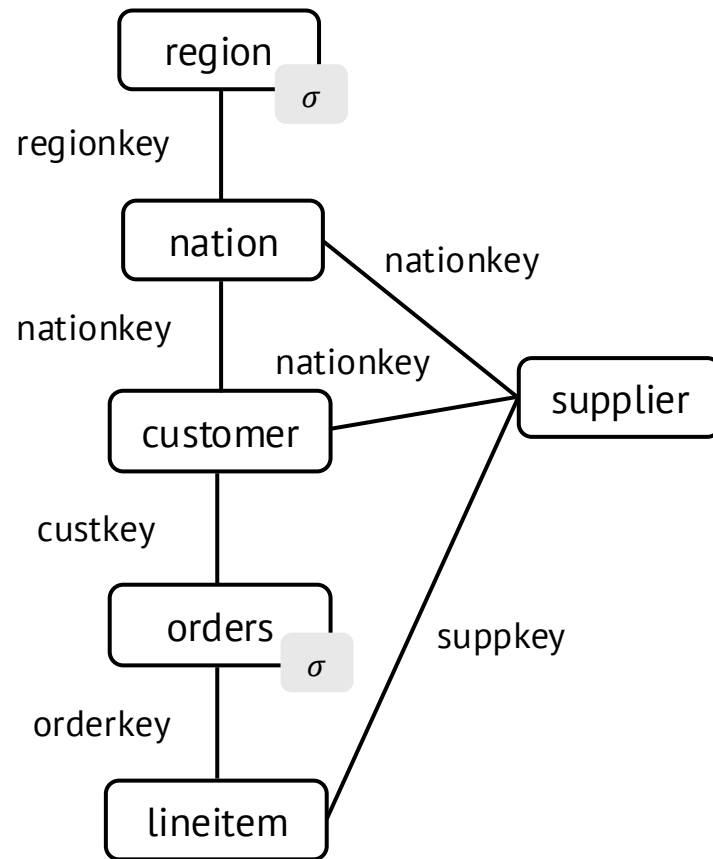 region
σ
regionkey
nation
nationkey
nationkey
nationkey
supplier
customer
custkey
orders
σ
suppkey
orderkey
lineitem